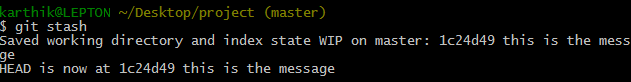 karthik@LEPTON ~/Desktop/project (master)
$ git stash
Saved working directory and index state WIP on master: 1c24d49 this is the messa
ge
HEAD is now at 1c24d49 this is the message